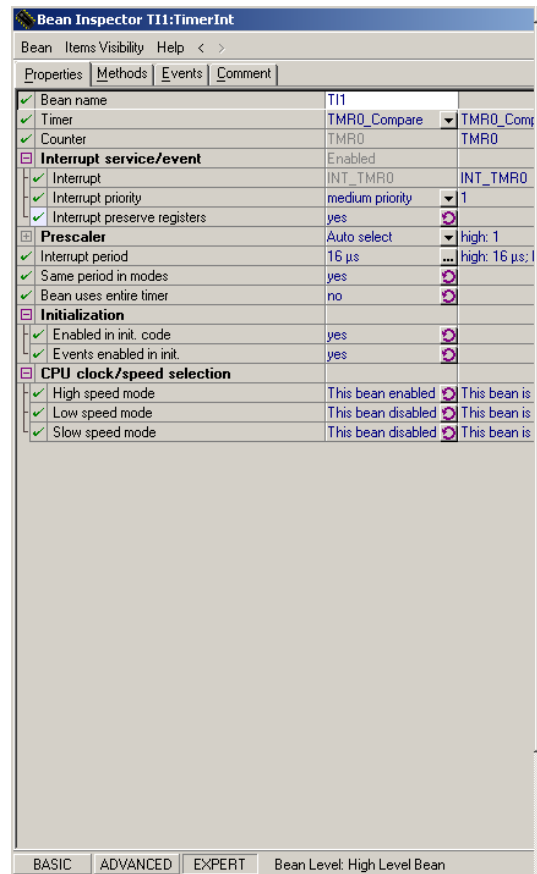 Bean Inspector TI1:TimerInt
Bean Items Visibility Help < >
Properties Methods Events Comment
Bean name TI1
Timer TMR0_Compare TMR0_Comp
Counter TMR0 TMR0
Interrupt service/event Enabled
Interrupt INT_TMR0 INT_TMR0
Interrupt priority medium priority 1
Interrupt preserve registers yes
Prescaler Auto select high: 1
Interrupt period 16 µs ... high: 16 µs;
Same period in modes yes
Bean uses entire timer no
Initialization
Enabled in init. code yes
Events enabled in init. yes
CPU clock/speed selection
High speed mode This bean enabled This bean is
Low speed mode This bean disabled This bean is
Slow speed mode This bean disabled This bean is
BASIC ADVANCED EXPERT Bean Level: High Level Bean